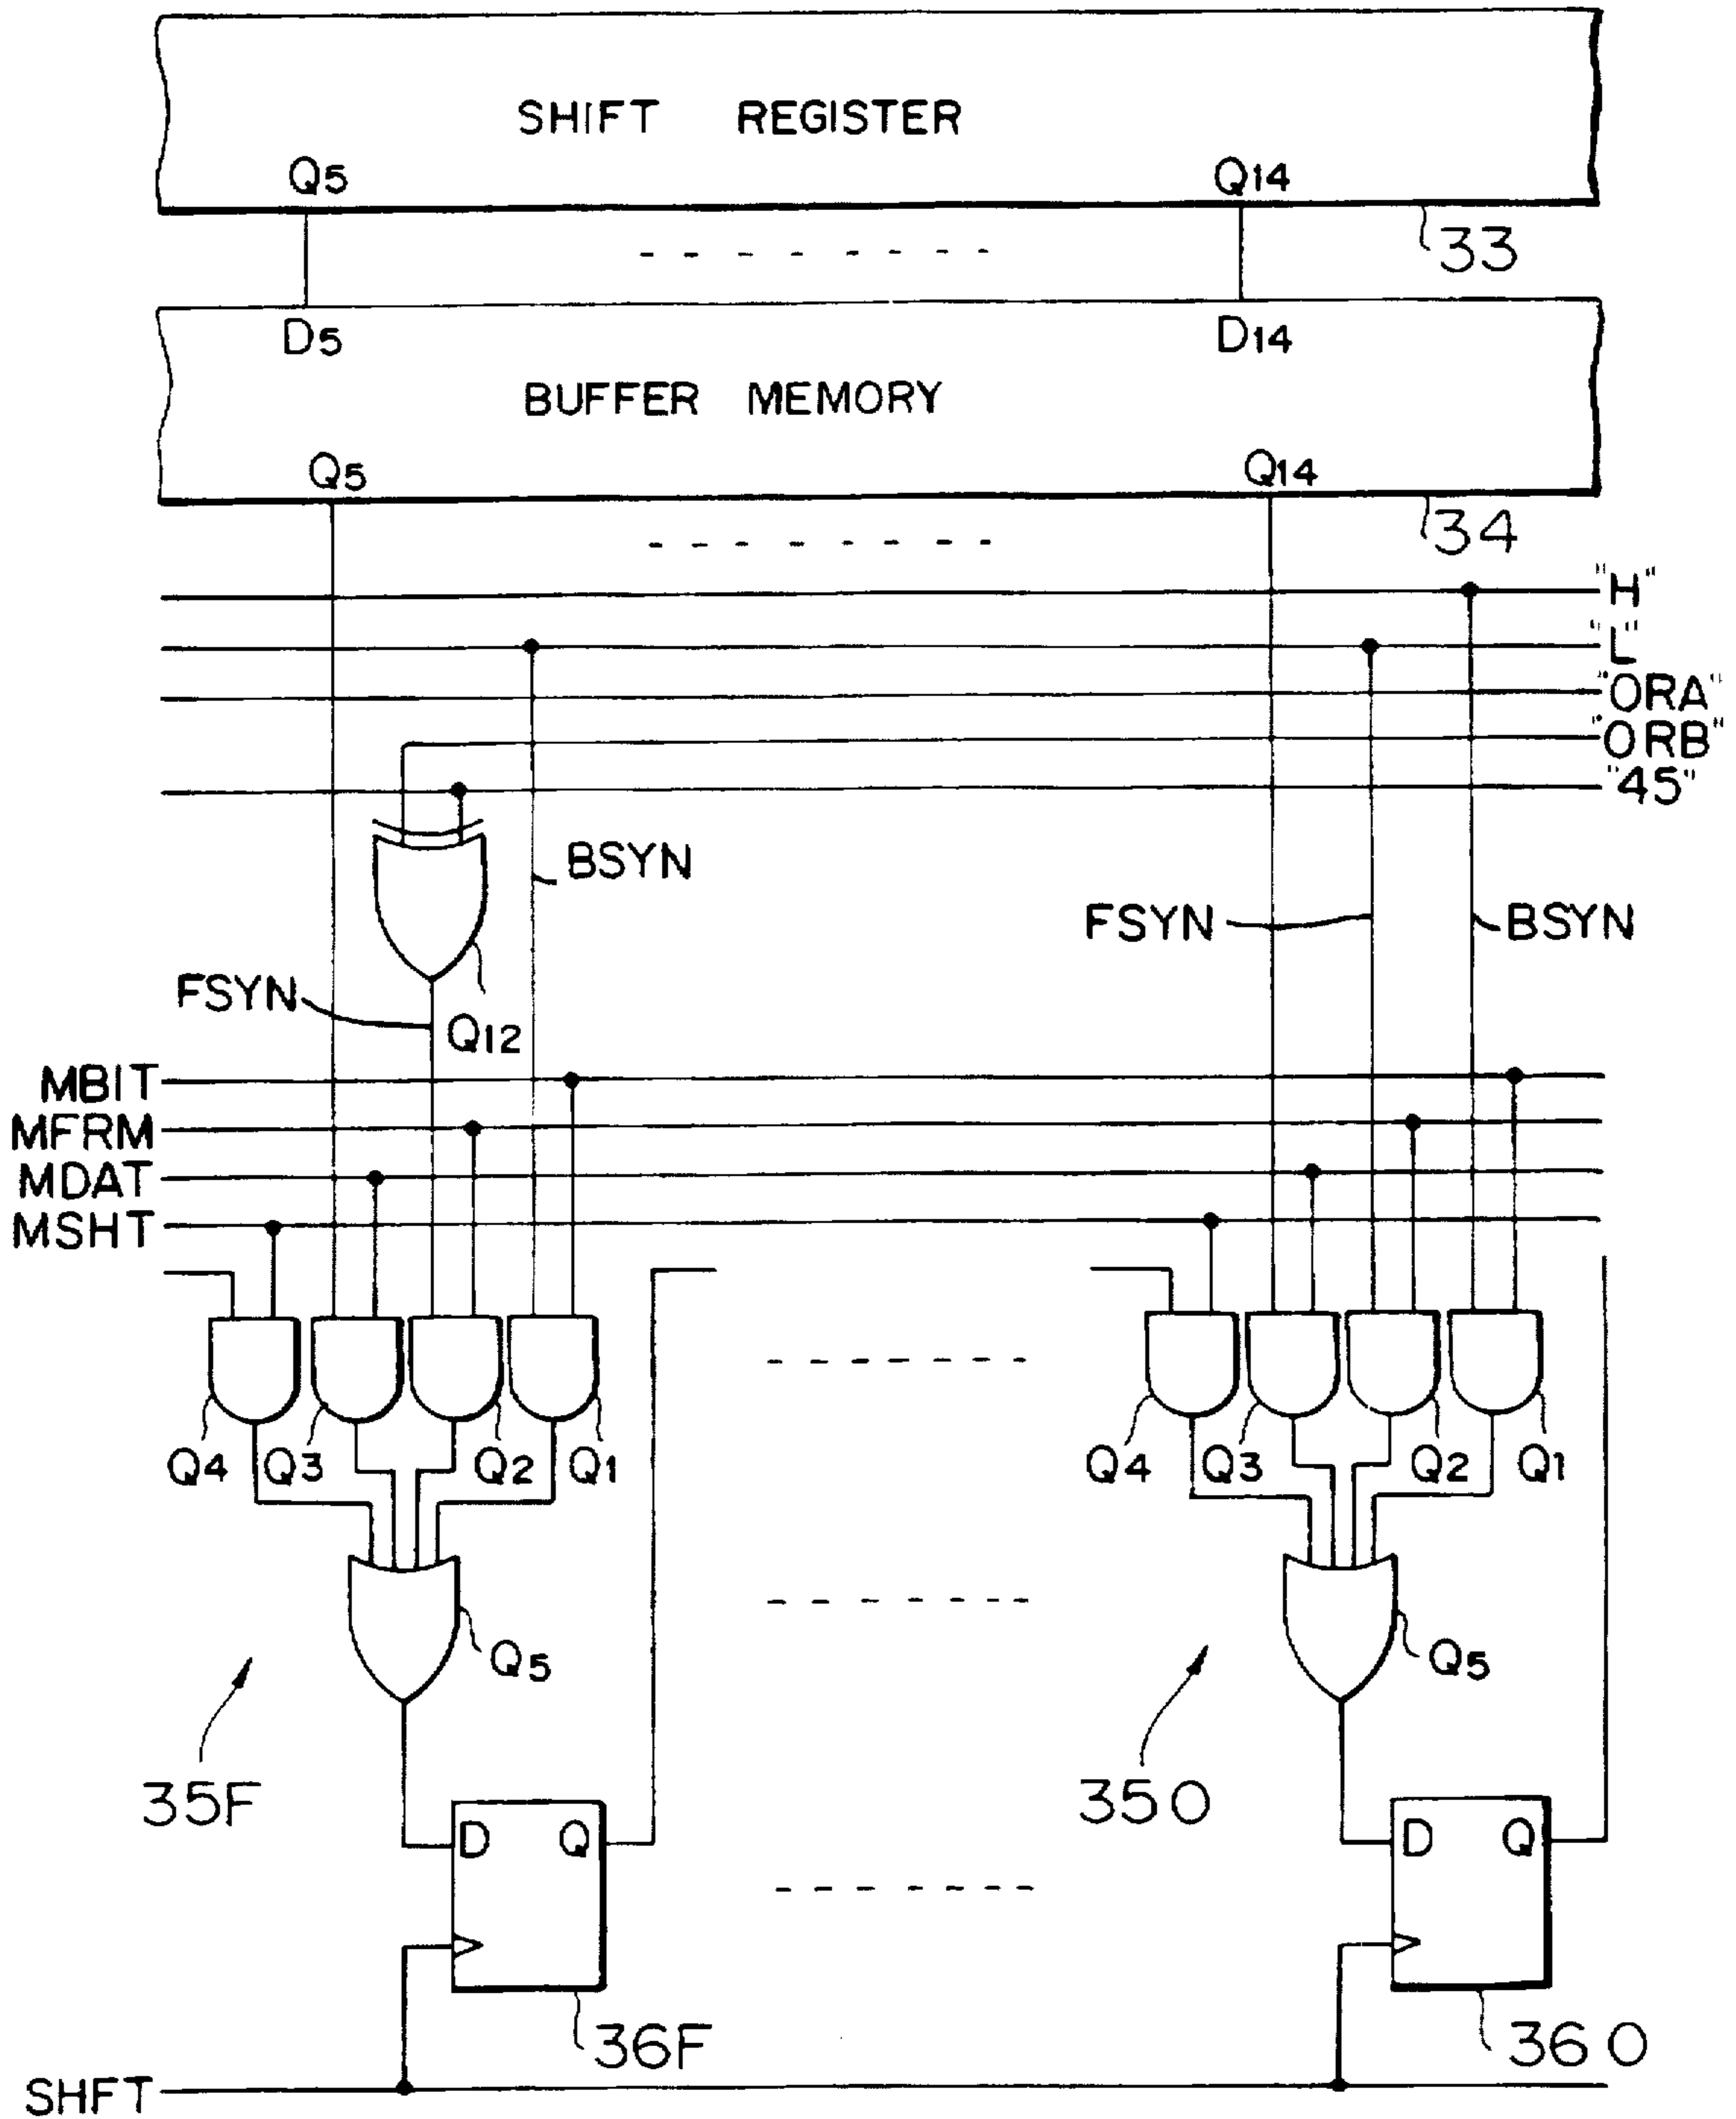 SHIFT REGISTER
Q5 Q14
33
D5 D14
BUFFER MEMORY
Q5 Q14
34
"H"
"L"
"ORA"
"ORB"
"45"
BSYN
FSYN BSYN
FSYN
Q12
MBIT
MFRM
MDAT
MSHT
Q4 Q3 Q2 Q1 Q4 Q3 Q2 Q1
Q5 Q5
35F 350
D Q D Q
36F 360
SHFT